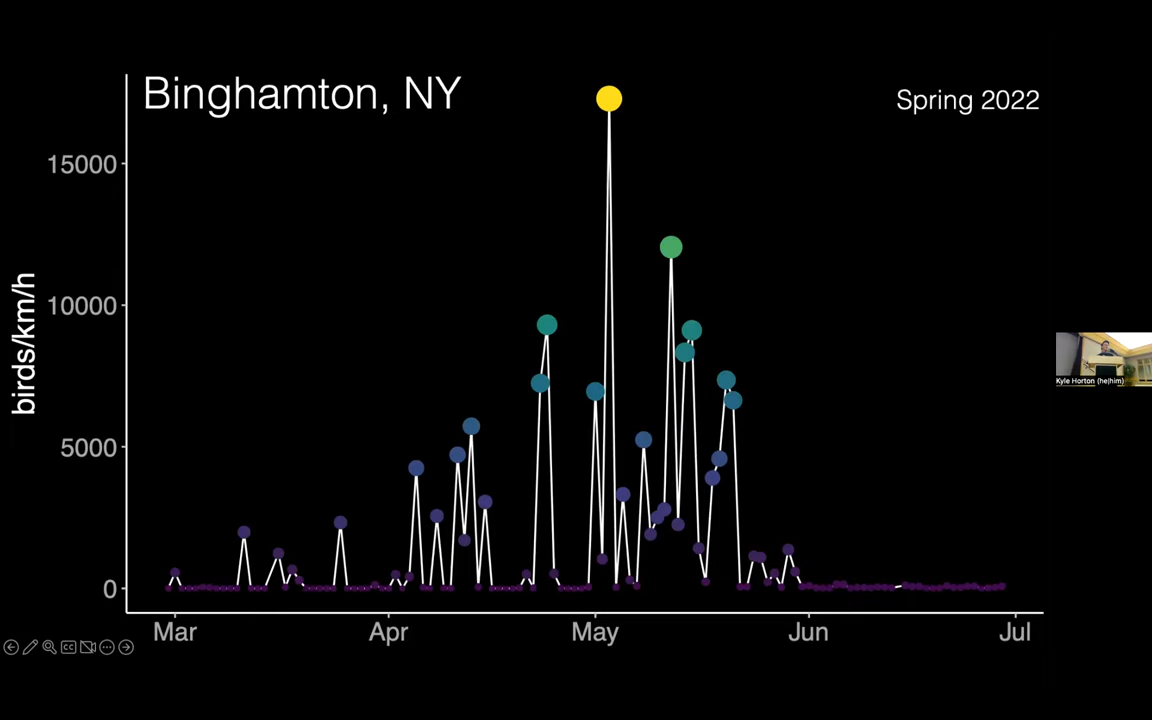 Binghamton, NY
Spring 2022
15000
10000
5000
0
birds/km/h
Mar
Apr
May
Jun
Jul
Kyle Horton (he|him)
CC